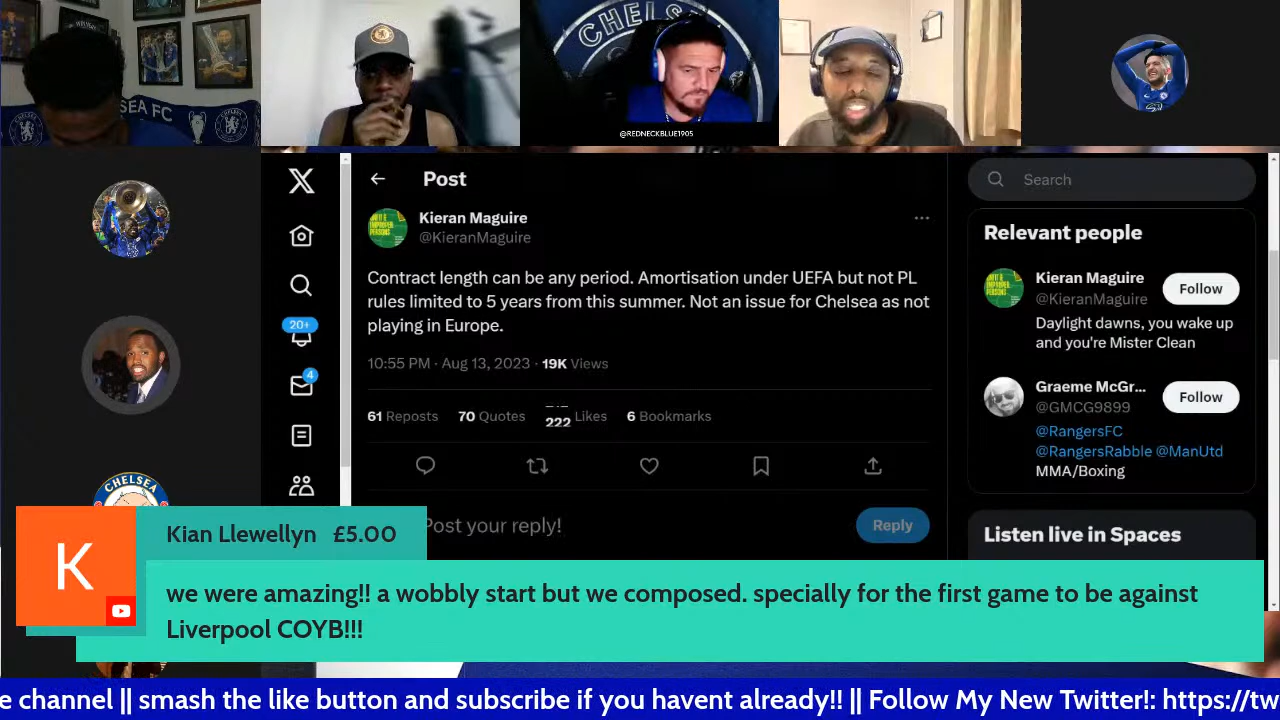 SEA FC
CHELSEA
@REDNECKBLUE1905
Post
Search
Kieran Maguire
@KieranMaguire
Contract length can be any period. Amortisation under UEFA but not PL
rules limited to 5 years from this summer. Not an issue for Chelsea as not
playing in Europe.
10:55 PM · Aug 13, 2023 · 19K Views
61 Reposts 70 Quotes 222 Likes 6 Bookmarks
20+
4
Post your reply!
Reply
Relevant people
Kieran Maguire
@KieranMaguire
Follow
Daylight dawns, you wake up
and you're Mister Clean
Graeme McGr...
@GMCG9899
Follow
@RangersFC
@RangersRabble @ManUtd
MMA/Boxing
Listen live in Spaces
CHELSEA
K
Kian Llewellyn £5.00
we were amazing!! a wobbly start but we composed. specially for the first game to be against
Liverpool COYB!!!
e channel || smash the like button and subscribe if you havent already!! || Follow My New Twitter!: https://tw